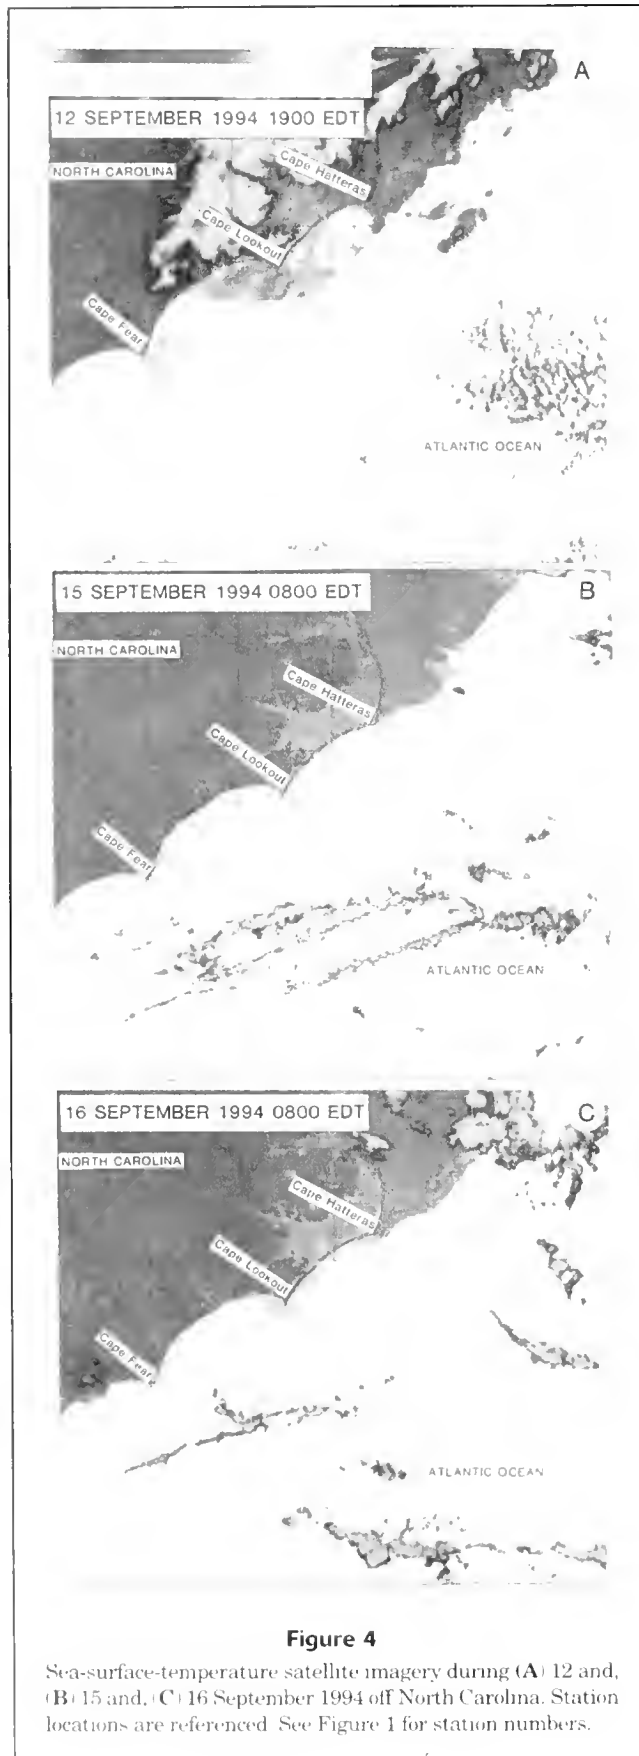 A
12 SEPTEMBER 1994 1900 EDT
NORTH CAROLINA
Cape Hatteras
Cape Lookout
Cape Fear
ATLANTIC OCEAN
B
15 SEPTEMBER 1994 0800 EDT
NORTH CAROLINA
Cape Hatteras
Cape Lookout
Cape Fear
ATLANTIC OCEAN
C
16 SEPTEMBER 1994 0800 EDT
NORTH CAROLINA
Cape Hatteras
Cape Lookout
Cape Fear
ATLANTIC OCEAN
Figure 4
Sea-surface-temperature satellite imagery during (A) 12 and,
(B) 15 and, (C) 16 September 1994 off North Carolina. Station
locations are referenced. See Figure 1 for station numbers.